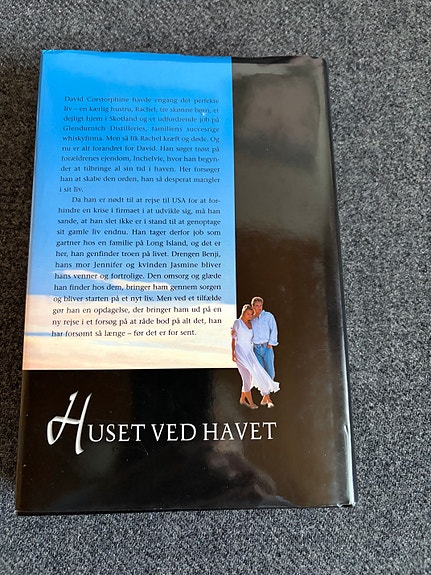 David Corstorphine havde engang det perfekte
liv – en kærlig hustru, Rachel, tre skønne børn, et
dejligt hjem i Skotland og et udfordrende job på
Glendurnich Distilleries, familiens succesrige
whiskyfirma. Men så fik Rachel kræft og døde. Og
nu er alt forandret for David. Han søger trøst på
forældrenes ejendom, Inchelvie, hvor han begyn-
der at tilbringe al sin tid i haven. Her forsøger
han at skabe den orden, han så desperat mangler
i sit liv.
Da han er nødt til at rejse til USA for at for-
hindre en krise i firmaet i at udvikle sig, må han
sande, at han slet ikke er i stand til at genoptage
sit gamle liv endnu. Han tager derfor job som
gartner hos en familie på Long Island, og det er
her, han genfinder troen på livet. Drengen Benji,
hans mor Jennifer og kvinden Jasmine bliver
hans venner og fortrolige. Den omsorg og glæde
han finder hos dem, bringer ham gennem sorgen
og bliver starten på et nyt liv. Men ved et tilfælde
gør han en opdagelse, der bringer ham ud på en
ny rejse i et forsøg på at råde bod på alt det, han
har forsømt så længe – før det er for sent.
HUSET VED HAVET